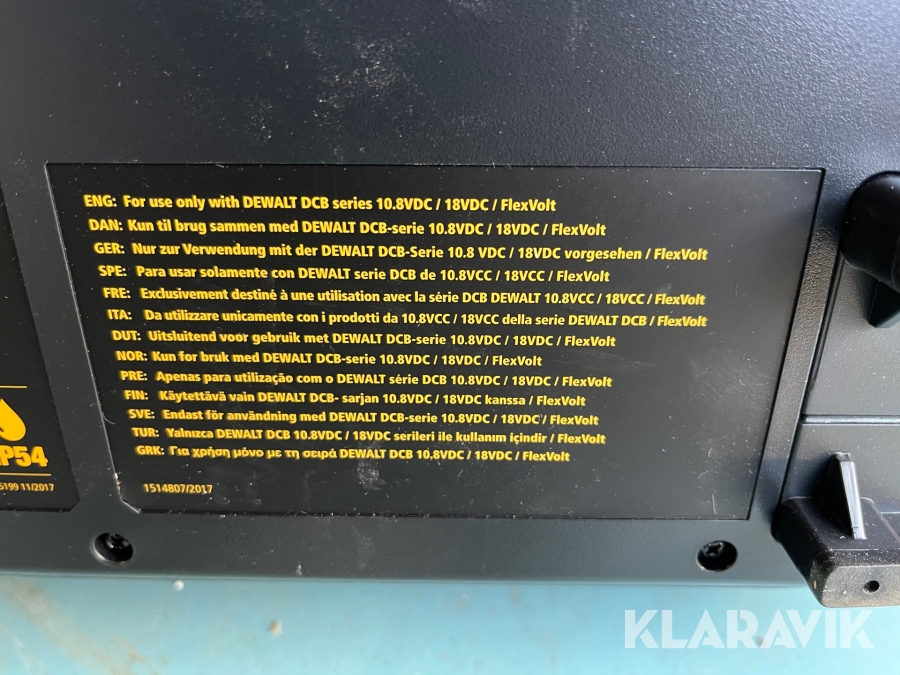 ENG: For use only with DEWALT DCB series 10.8VDC / 18VDC / FlexVolt
DAN: Kun til brug sammen med DEWALT DCB-serie 10.8VDC / 18VDC / FlexVolt
GER: Nur zur Verwendung mit der DEWALT DCB-Serie 10.8 VDC / 18VDC vorgesehen / FlexVolt
SPE: Para usar solamente con DEWALT serie DCB de 10.8VCC / 18VCC / FlexVolt
FRE: Exclusivement destiné à une utilisation avec la série DCB DEWALT 10.8VCC / 18VCC / FlexVolt
ITA: Da utilizzare unicamente con i prodotti da 10.8VCC / 18VCC della serie DEWALT DCB / FlexVolt
DUT: Uitsluitend voor gebruik met DEWALT DCB-serie 10.8VDC / 18VDC / FlexVolt
NOR: Kun for bruk med DEWALT DCB-serie 10.8VDC / 18VDC / FlexVolt
PRE: Apenas para utilização com o DEWALT série DCB 10.8VDC / 18VDC / FlexVolt
FIN: Käytettävä vain DEWALT DCB- sarjan 10.8VDC / 18VDC kanssa / FlexVolt
SVE: Endast för användning med DEWALT DCB-serie 10.8VDC / 18VDC / FlexVolt
TUR: Yalnızca DEWALT DCB 10.8VDC / 18VDC serileri ile kullanım içindir / FlexVolt
GRK: Για χρήση μόνο με τη σειρά DEWALT DCB 10.8VDC / 18VDC / FlexVolt
1514807/2017
P54
5199 11/2017
KLARAVIK